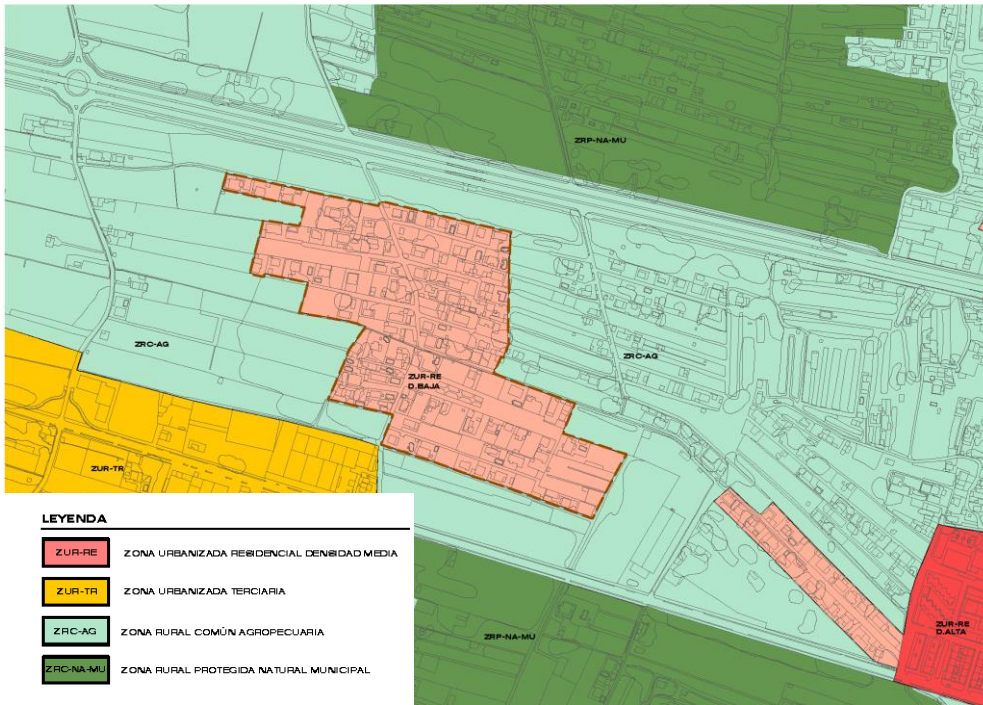 ZRP-NA-MU
ZRC-AG
ZRC-AG
ZUR-RE
D.BAJA
ZUR-TR
LEYENDA
ZUR-RE ZONA URBANIZADA RESIDENCIAL DENSIDAD MEDIA
ZUR-TR ZONA URBANIZADA TERCIARIA
ZRC-AG ZONA RURAL COMÚN AGROPECUARIA
ZRC-NA-MU ZONA RURAL PROTEGIDA NATURAL MUNICIPAL
ZRP-NA-MU
ZUR-RE
D.ALTA